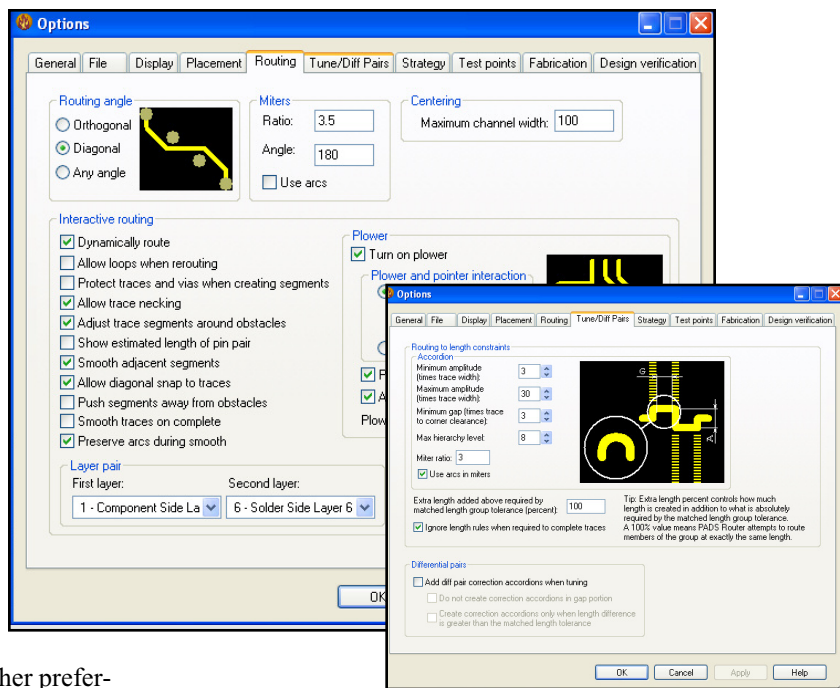 Options
General File Display Placement Routing Tune/Diff Pairs Strategy Test points Fabrication Design verification
Routing angle
Orthogonal
Diagonal
Any angle
Miters
Ratio: 3.5
Angle: 180
Use arcs
Centering
Maximum channel width: 100
Interactive routing
Dynamically route
Allow loops when rerouting
Protect traces and vias when creating segments
Allow trace necking
Adjust trace segments around obstacles
Show estimated length of pin pair
Smooth adjacent segments
Allow diagonal snap to traces
Push segments away from obstacles
Smooth traces on complete
Preserve arcs during smooth
Plower
Turn on plower
Plower and pointer interaction
P
A
Plow
Layer pair
First layer: Second layer:
1 - Component Side La 6 - Solder Side Layer 6
OK
Options
General File Display Placement Routing Tune/Diff Pairs Strategy Test points Fabrication Design verification
Routing to length constraints
Accordion
Minimum amplitude
(times trace width): 3
Maximum amplitude
(times trace width): 30
Minimum gap (times trace
to corner clearance): 3
Max hierarchy level: 8
Miter ratio: 3
Use arcs in miters
G
A
Extra length added above required by
matched length group tolerance (percent): 100
Ignore length rules when required to complete traces
Tip: Extra length percent controls how much
length is created in addition to what is absolutely
required by the matched length group tolerance.
A 100% value means PADS Router attempts to route
members of the group at exactly the same length.
Differential pairs
Add diff pair correction accordions when tuning
Do not create correction accordions in gap portion
Create correction accordions only when length difference
is greater than the matched length tolerance
OK Cancel Apply Help
her prefer-